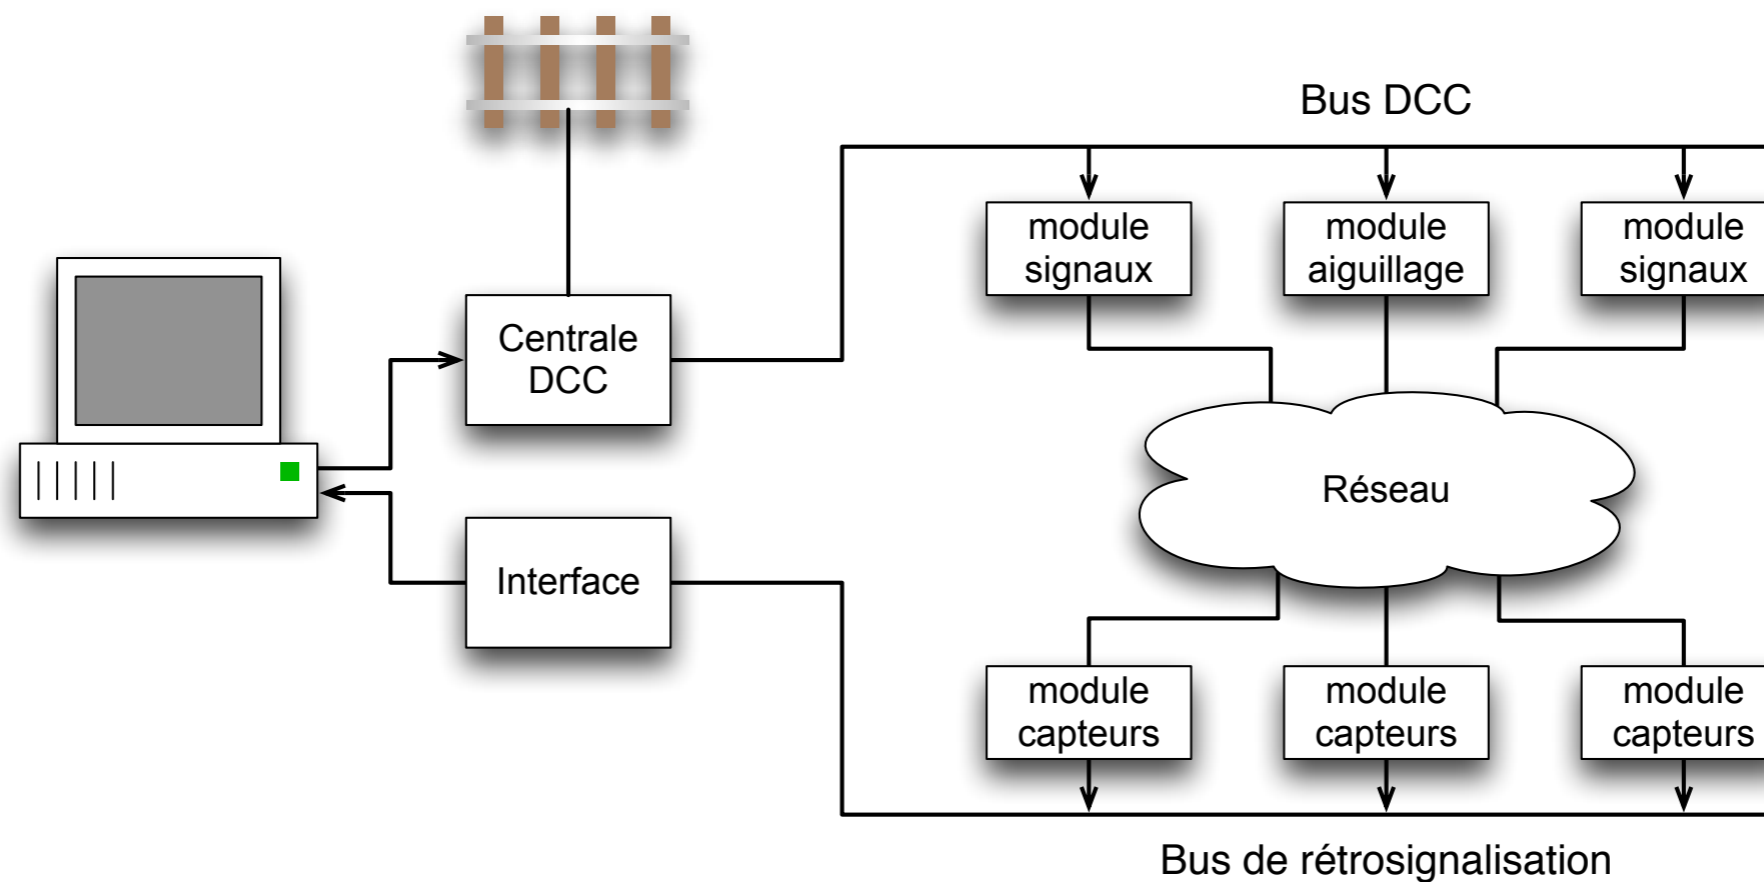 Bus DCC
module
signaux
module
aiguillage
module
signaux
Centrale
DCC
Réseau
Interface
module
capteurs
module
capteurs
module
capteurs
Bus de rétrosignalisation